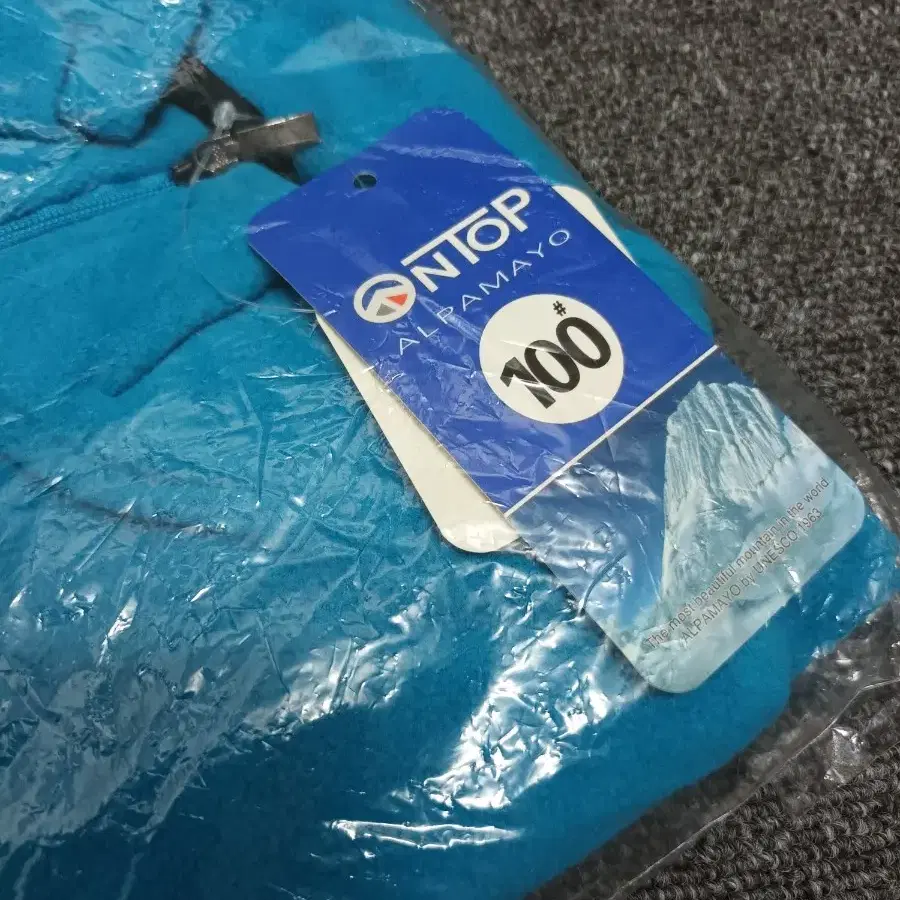 ONTOP
ALPAMAYO
#
100
The most beautiful mountain in the world.
ALPAMAYO BY UNESCO 1963